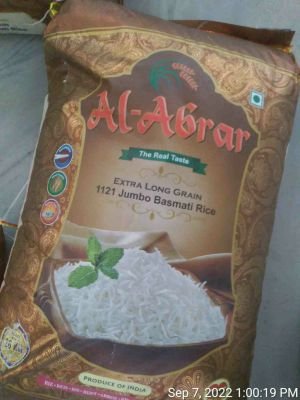 Al-Abrar
The Real Taste
EXTRA LONG GRAIN
1121 Jumbo Basmati Rice
PRODUCE OF INDIA
Sep 7, 2022 1:00:19 PM